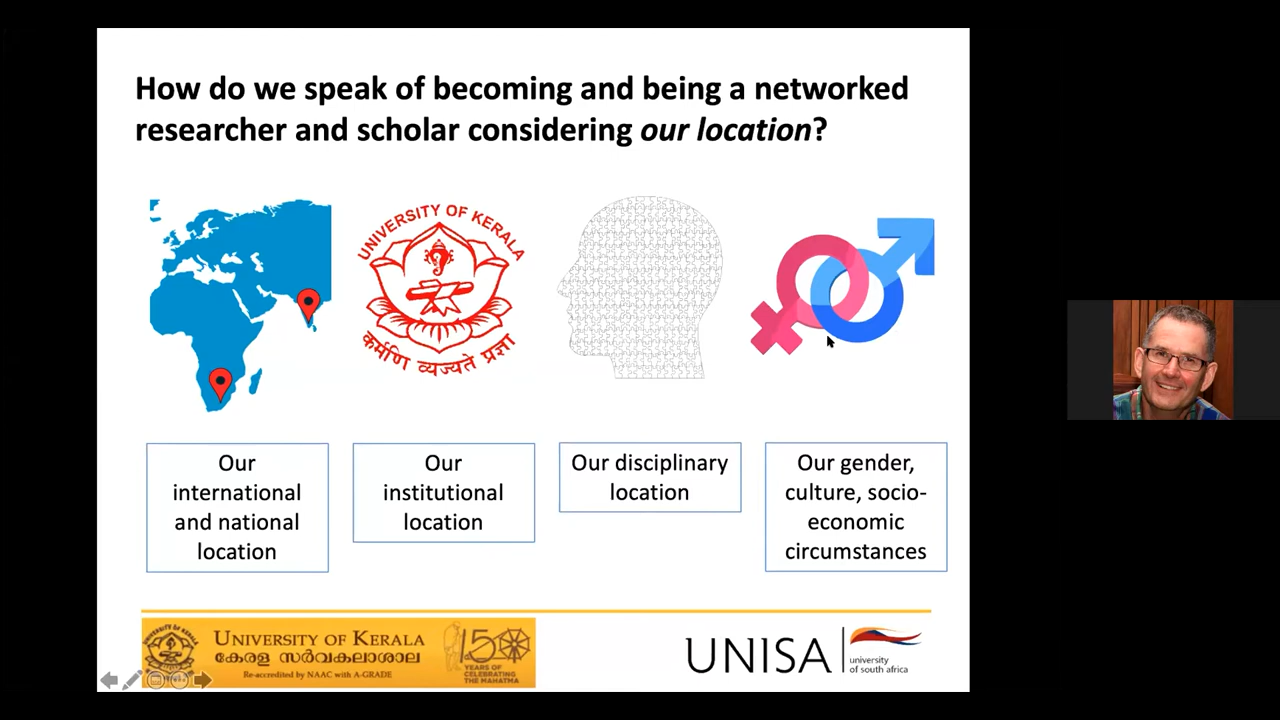 How do we speak of becoming and being a networked
researcher and scholar considering our location?
UNIVERSITY OF KERALA
कर्मणि व्यज्यते प्रज्ञा
Our
international
and national
location
Our
institutional
location
Our disciplinary
location
Our gender,
culture, socio-
economic
circumstances
UNIVERSITY OF KERALA
കേരള സർവകലാശാല
Re-accredited by NAAC with A-GRADE
150
YEARS OF
CELEBRATING
THE MAHATMA
UNISA
university
of south africa